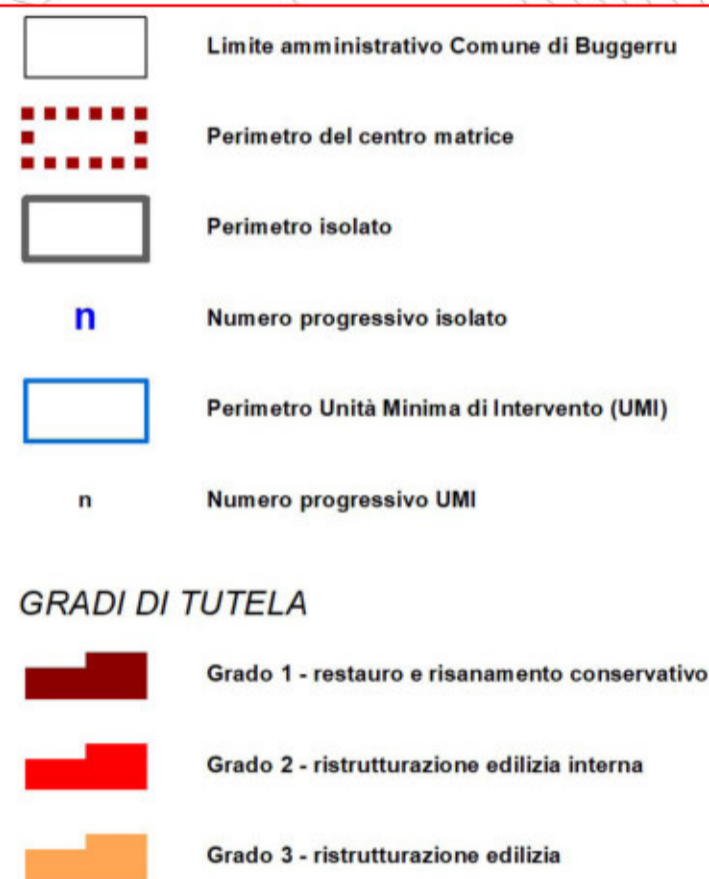 Limite amministrativo Comune di Buggerru
Perimetro del centro matrice
Perimetro isolato
n Numero progressivo isolato
Perimetro Unità Minima di Intervento (UMI)
n Numero progressivo UMI
GRADI DI TUTELA
Grado 1 - restauro e risanamento conservativo
Grado 2 - ristrutturazione edilizia interna
Grado 3 - ristrutturazione edilizia